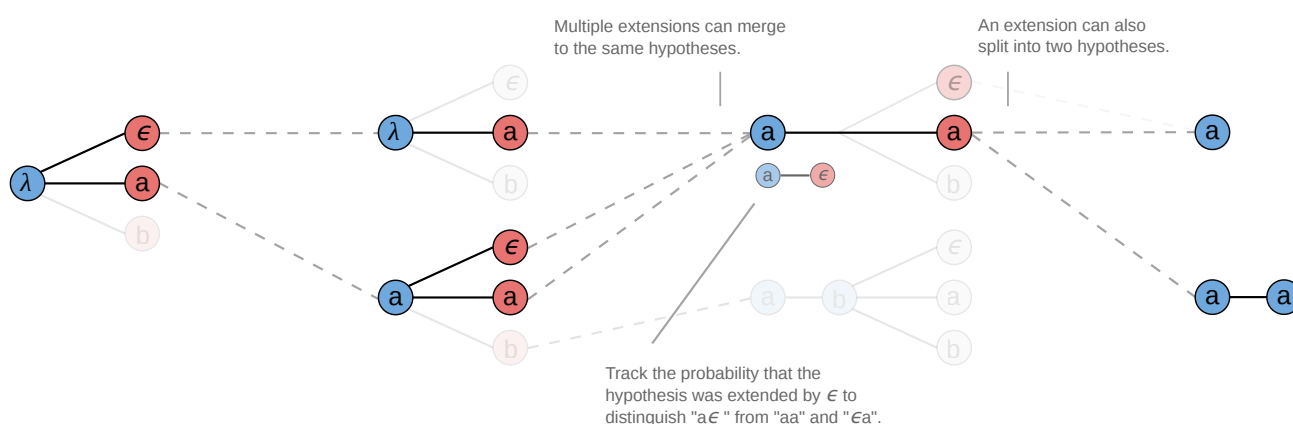 Multiple extensions can merge
to the same hypotheses.
An extension can also
split into two hypotheses.
ϵ
ϵ
λ a λ a a a a
a ϵ
λ a b b
b
ϵ ϵ
a a a b a a a
b b
Track the probability that the
hypothesis was extended by ϵ to
distinguish "aϵ " from "aa" and "ϵa".